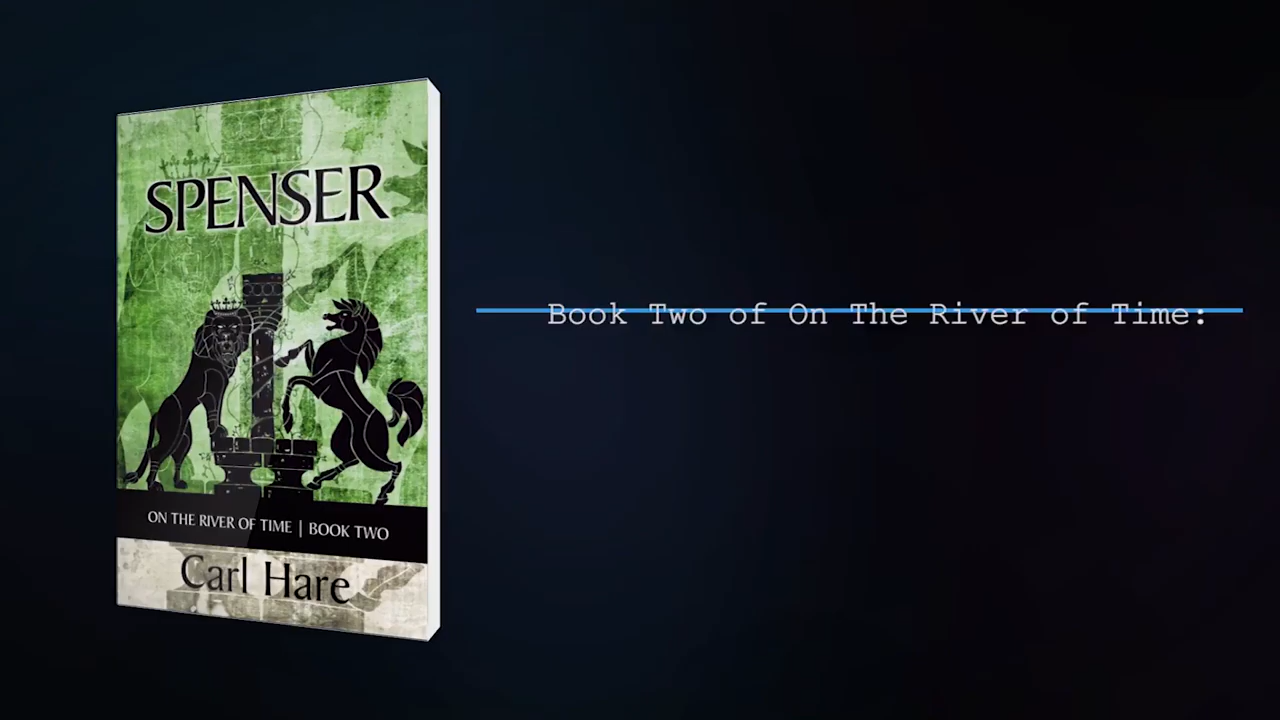 SPENSER
ON THE RIVER OF TIME | BOOK TWO
Carl Hare
Book Two of On The River of Time: